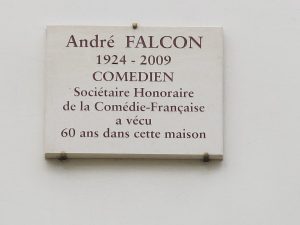 André FALCON
1924 - 2009
COMEDIEN
Sociétaire Honoraire
de la Comédie-Française
a vécu
60 ans dans cette maison